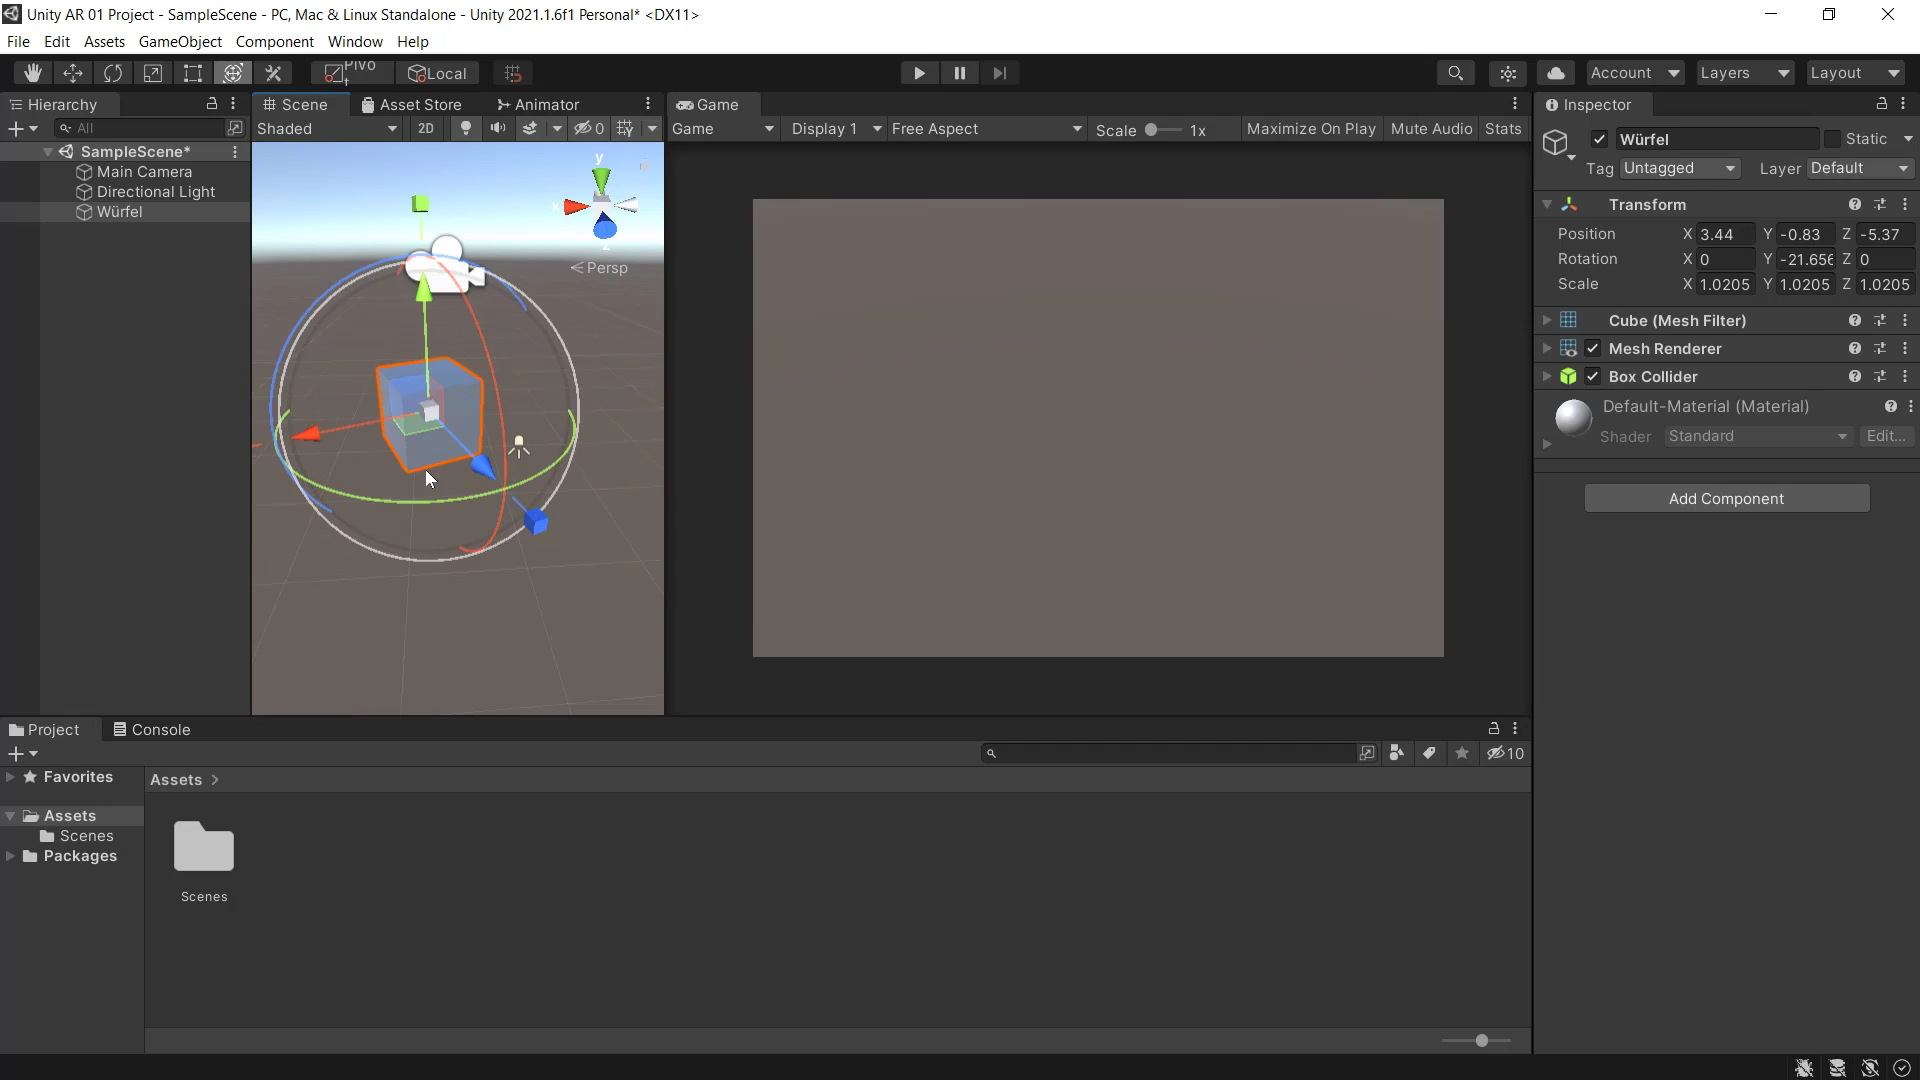 Unity AR 01 Project - SampleScene - PC, Mac & Linux Standalone - Unity 2021.1.6f1 Personal* <DX11>
File Edit Assets GameObject Component Window Help
Pivot Local Account Layers Layout
Hierarchy
All
SampleScene*
Main Camera
Directional Light
Würfel
Scene Asset Store Animator
Shaded 2D 0
y
x
z
Persp
Game
Game Display 1 Free Aspect Scale 1x Maximize On Play Mute Audio Stats
Inspector
Würfel Static
Tag Untagged Layer Default
Transform
Position X 3.44 Y -0.83 Z -5.37
Rotation X 0 Y -21.656 Z 0
Scale X 1.0205 Y 1.0205 Z 1.0205
Cube (Mesh Filter)
Mesh Renderer
Box Collider
Default-Material (Material)
Shader Standard Edit...
Add Component
Project Console
10
Favorites
Assets
Scenes
Packages
Assets >
Scenes